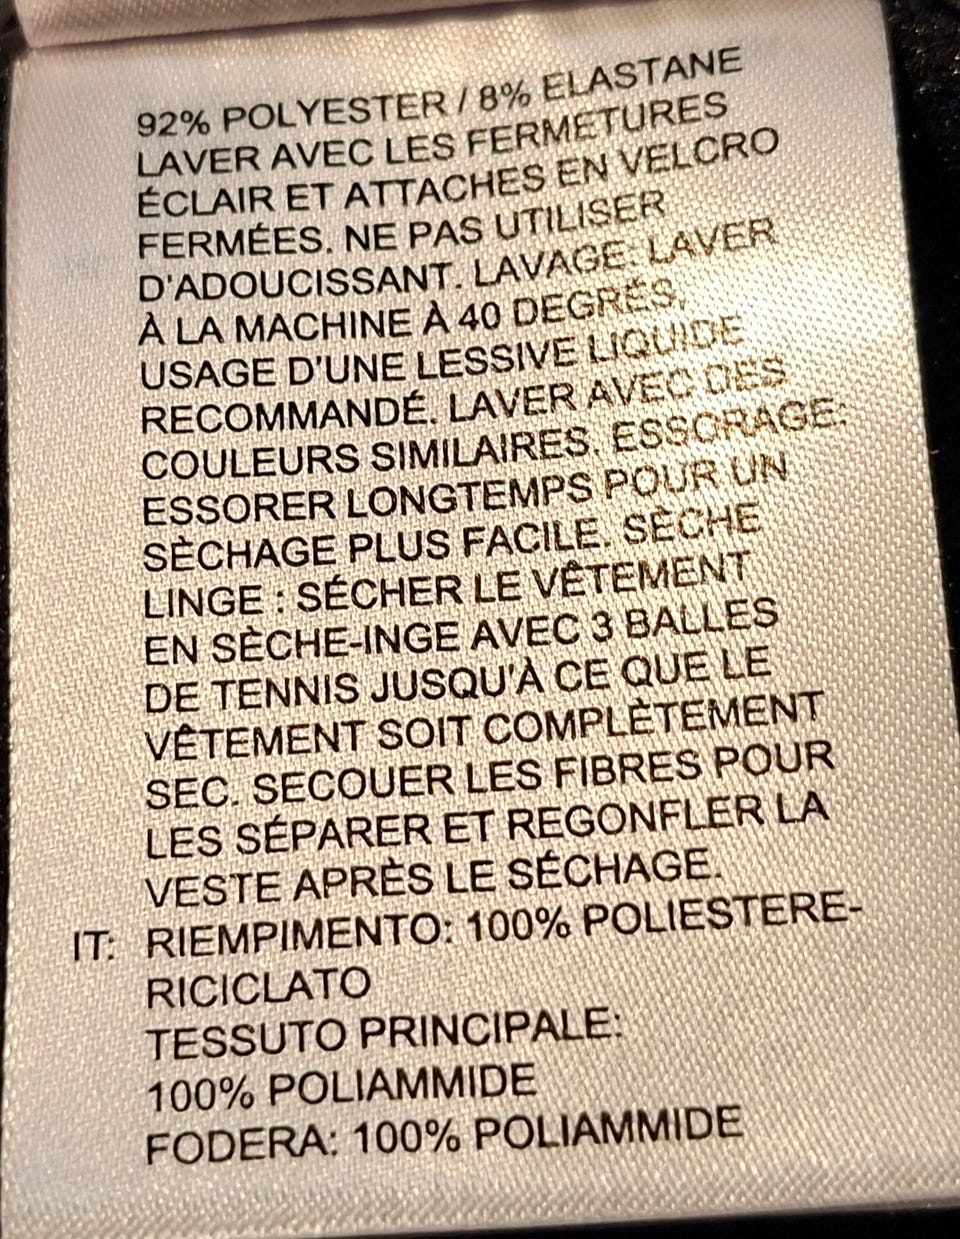 92% POLYESTER / 8% ELASTANE
LAVER AVEC LES FERMETURES
ÉCLAIR ET ATTACHES EN VELCRO
FERMÉES. NE PAS UTILISER
D'ADOUCISSANT. LAVAGE: LAVER
À LA MACHINE À 40 DEGRÉS,
USAGE D'UNE LESSIVE LIQUIDE
RECOMMANDÉ. LAVER AVEC DES
COULEURS SIMILAIRES. ESSORAGE:
ESSORER LONGTEMPS POUR UN
SÈCHAGE PLUS FACILE. SÈCHE
LINGE : SÉCHER LE VÊTEMENT
EN SÈCHE-INGE AVEC 3 BALLES
DE TENNIS JUSQU'À CE QUE LE
VÊTEMENT SOIT COMPLÈTEMENT
SEC. SECOUER LES FIBRES POUR
LES SÉPARER ET REGONFLER LA
VESTE APRÈS LE SÉCHAGE.
IT: RIEMPIMENTO: 100% POLIESTERE-
RICICLATO
TESSUTO PRINCIPALE:
100% POLIAMMIDE
FODERA: 100% POLIAMMIDE